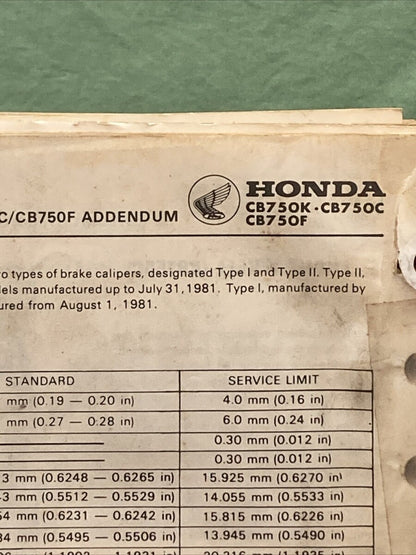 HONDA
CB750K · CB750C
CB750F
C/CB750F ADDENDUM
types of brake calipers, designated Type I and Type II. Type II,
manufactured up to July 31, 1981. Type I, manufactured by
from August 1, 1981.
STANDARD SERVICE LIMIT
mm (0.19 — 0.20 in) 4.0 mm (0.16 in)
mm (0.27 — 0.28 in) 6.0 mm (0.24 in)
0.30 mm (0.012 in)
0.30 mm (0.012 in)
3 mm (0.6248 — 0.6265 in) 15.925 mm (0.6270 in)
3 mm (0.5512 — 0.5529 in) 14.055 mm (0.5533 in)
54 mm (0.6231 — 0.6242 in) 15.815 mm (0.6226 in)
34 mm (0.5495 — 0.5506 in) 13.945 mm (0.5490 in)